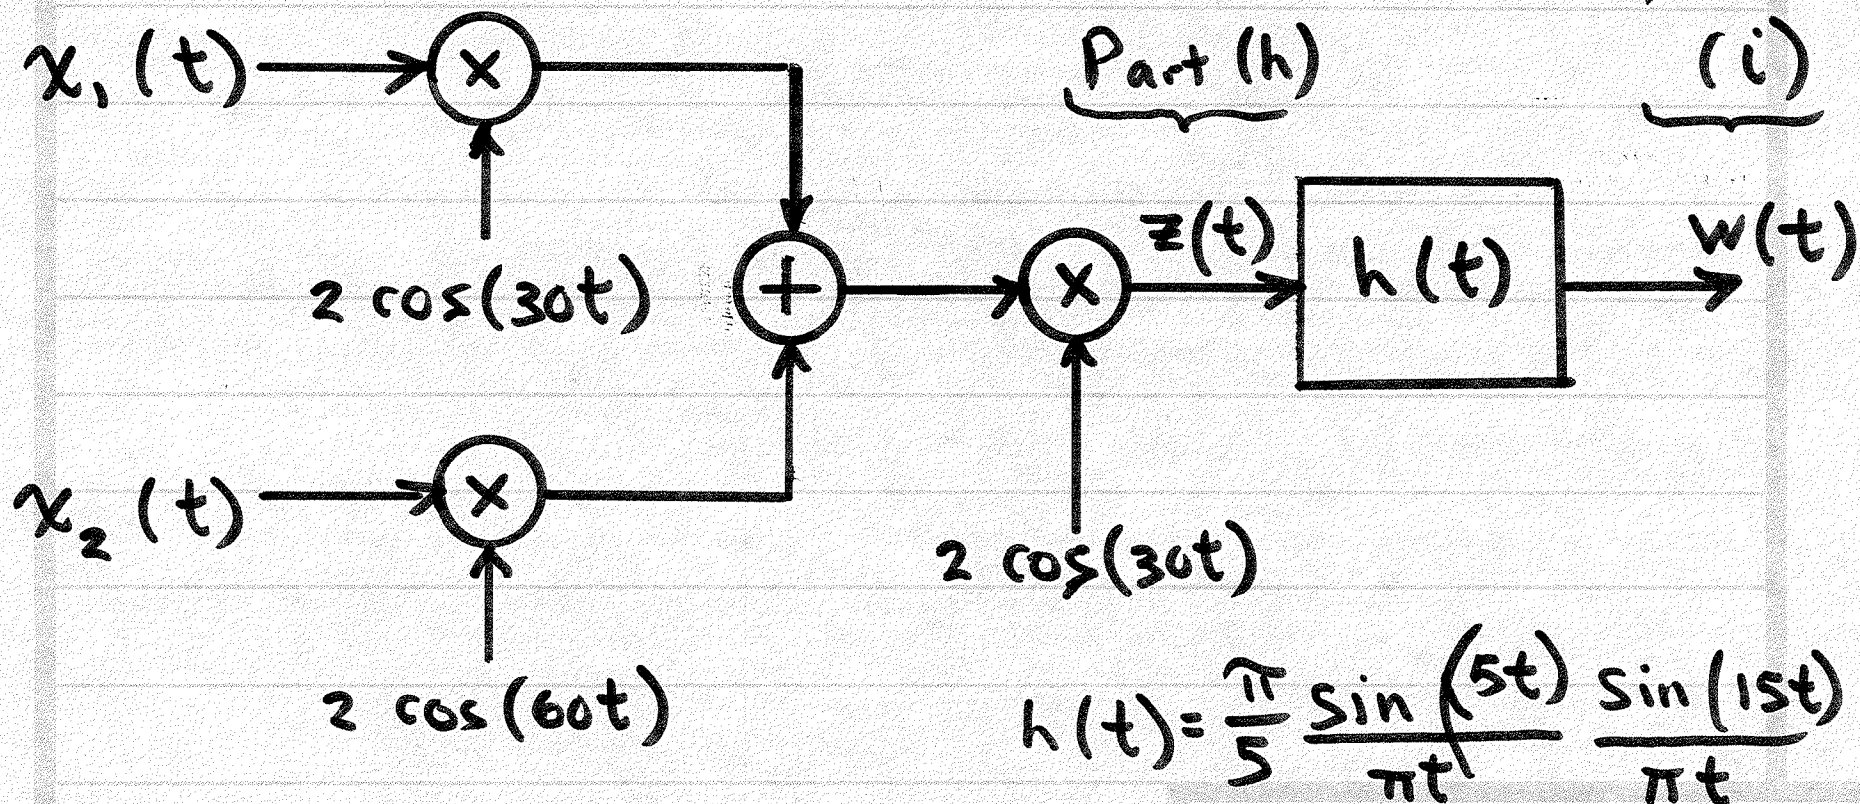 x₁(t) Part (h) (i)
z(t) h(t) w(t)
2 cos(30t)
x₂(t)
2 cos(30t)
2 cos(60t)
h(t) = π/5 sin(5t)/πt sin(15t)/πt